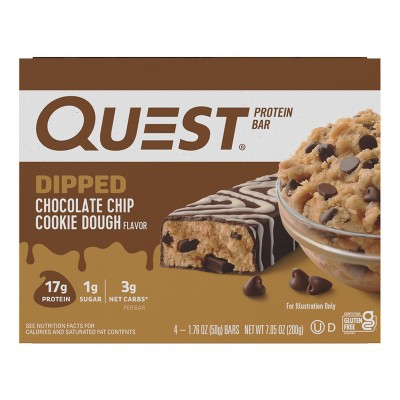 QUEST®
PROTEIN
BAR
DIPPED
CHOCOLATE CHIP
COOKIE DOUGH FLAVOR
17g
PROTEIN
1g
SUGAR
3g
NET CARBS*
PER BAR
For Illustration Only
SEE NUTRITION FACTS FOR
CALORIES AND SATURATED FAT CONTENTS
4 – 1.76 OZ (50g) BARS NET WT 7.05 OZ (200g)
U D
CERTIFIED
GLUTEN
FREE